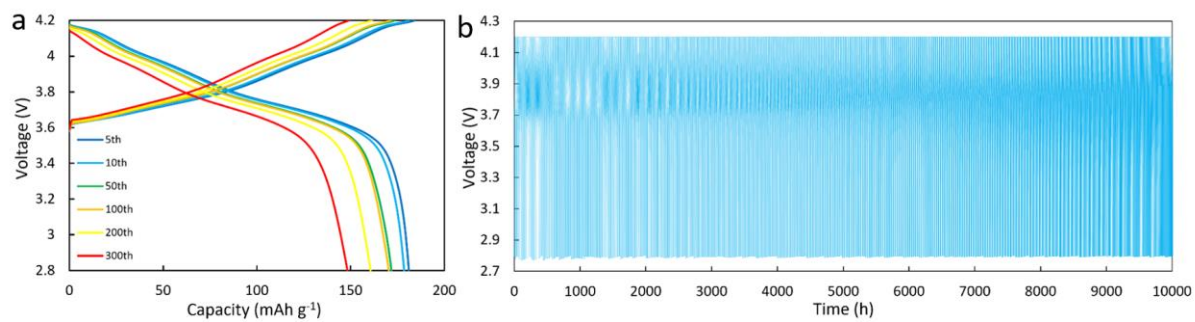 a
4.2
4
3.8
3.6
3.4
3.2
3
2.8
Voltage (V)
5th
10th
50th
100th
200th
300th
0 50 100 150 200
Capacity (mAh g⁻¹)
b
4.3
4.1
3.9
3.7
3.5
3.3
3.1
2.9
2.7
Voltage (V)
0 1000 2000 3000 4000 5000 6000 7000 8000 9000 10000
Time (h)